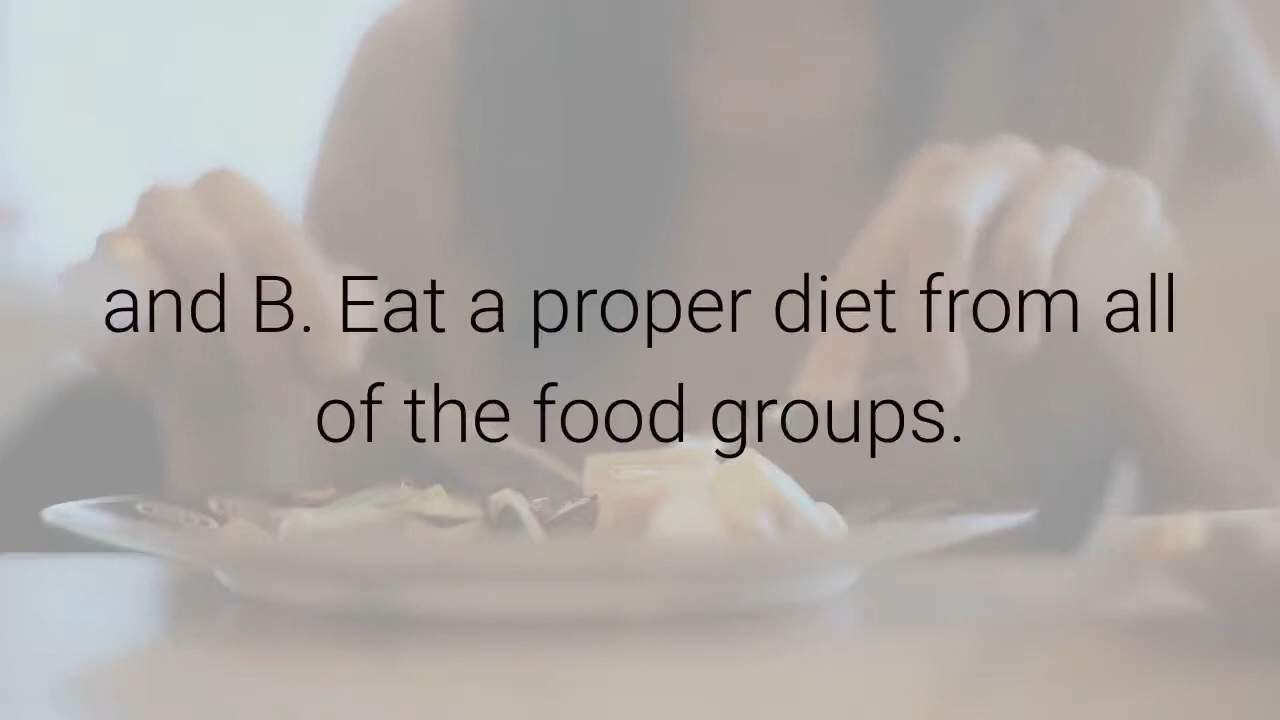 and B. Eat a proper diet from all
of the food groups.